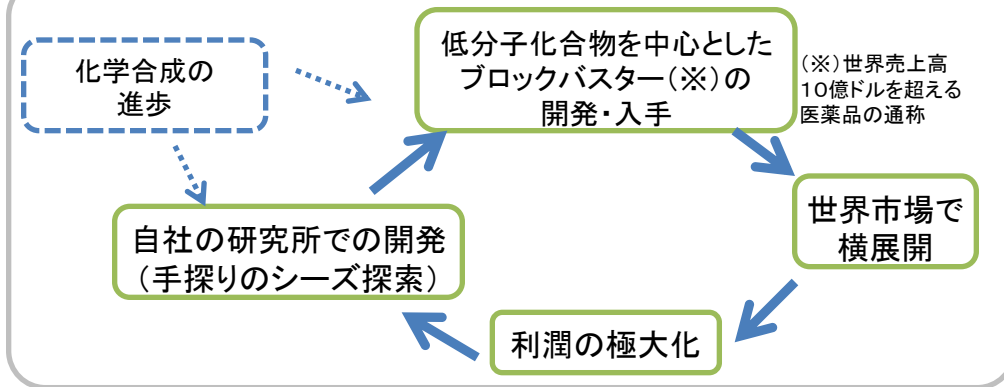 化学合成の
進歩
低分子化合物を中心とした
ブロックバスター(※)の
開発・入手
(※)世界売上高
10億ドルを超える
医薬品の通称
世界市場で
横展開
利潤の極大化
自社の研究所での開発
(手探りのシーズ探索)